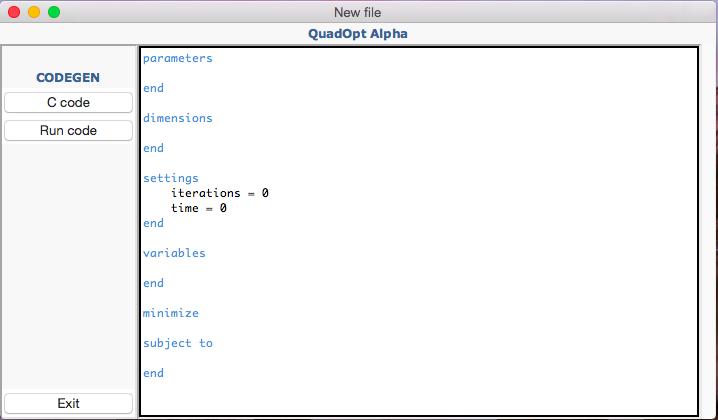 New file
QuadOpt Alpha
CODEGEN
C code
Run code
Exit
parameters
end
dimensions
end
settings
iterations = 0
time = 0
end
variables
end
minimize
subject to
end